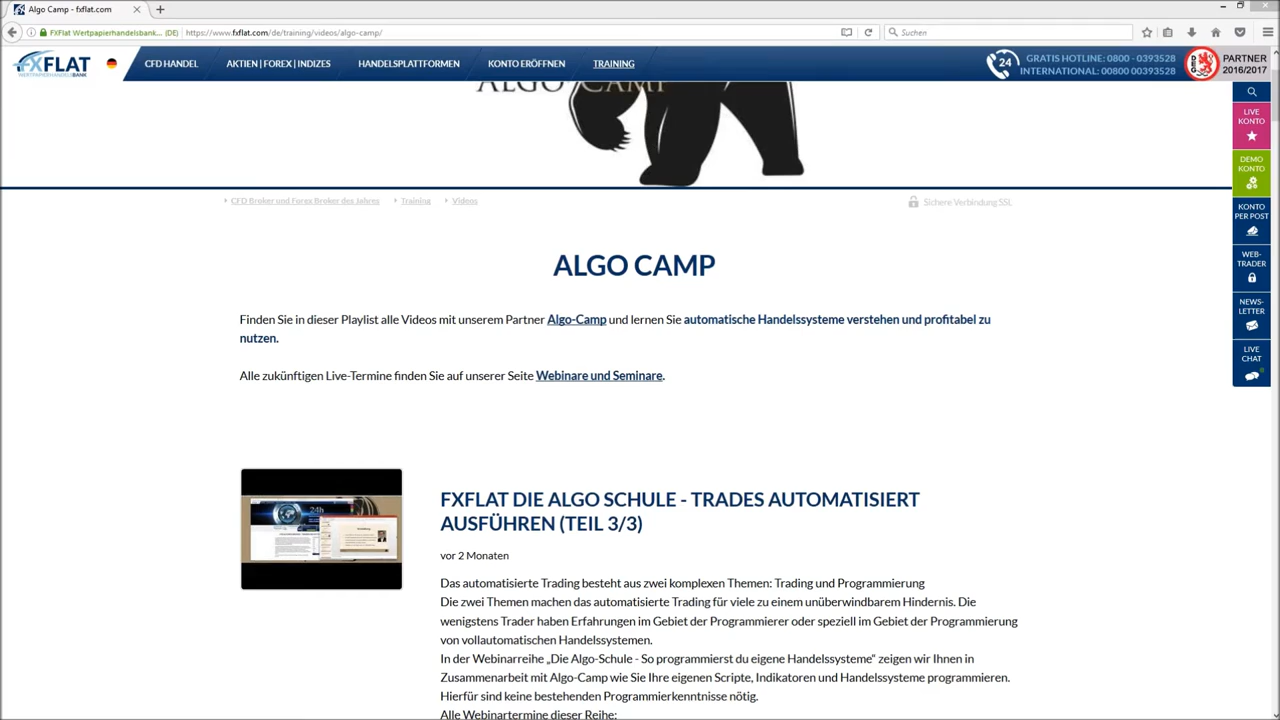 Algo Camp - fxflat.com
FXFlat Wertpapierhandelsbank... (DE)
https://www.fxflat.com/de/training/videos/algo-camp/
Suchen
FXFLAT
WERTPAPIERHANDELSBANK
CFD HANDEL
AKTIEN | FOREX | INDIZES
HANDELSPLATTFORMEN
KONTO ERÖFFNEN
TRAINING
24
GRATIS HOTLINE: 0800 - 0393528
INTERNATIONAL: 00800 00393528
DEG
PARTNER
2016/2017
ALGO CAMP
LIVE
KONTO
DEMO
KONTO
KONTO
PER POST
WEB-
TRADER
NEWS-
LETTER
LIVE
CHAT
CFD Broker und Forex Broker des Jahres
Training
Videos
Sichere Verbindung SSL
ALGO CAMP
Finden Sie in dieser Playlist alle Videos mit unserem Partner Algo-Camp und lernen Sie automatische Handelssysteme verstehen und profitabel zu
nutzen.
Alle zukünftigen Live-Termine finden Sie auf unserer Seite Webinare und Seminare.
24h
FXFLAT DIE ALGO SCHULE - TRADES AUTOMATISIERT
AUSFÜHREN (TEIL 3/3)
vor 2 Monaten
Das automatisierte Trading besteht aus zwei komplexen Themen: Trading und Programmierung
Die zwei Themen machen das automatisierte Trading für viele zu einem unüberwindbarem Hindernis. Die
wenigstens Trader haben Erfahrungen im Gebiet der Programmierer oder speziell im Gebiet der Programmierung
von vollautomatischen Handelssystemen.
In der Webinarreihe „Die Algo-Schule - So programmierst du eigene Handelssysteme“ zeigen wir Ihnen in
Zusammenarbeit mit Algo-Camp wie Sie Ihre eigenen Scripte, Indikatoren und Handelssysteme programmieren.
Hierfür sind keine bestehenden Programmierkenntnisse nötig.
Alle Webinartermine dieser Reihe: